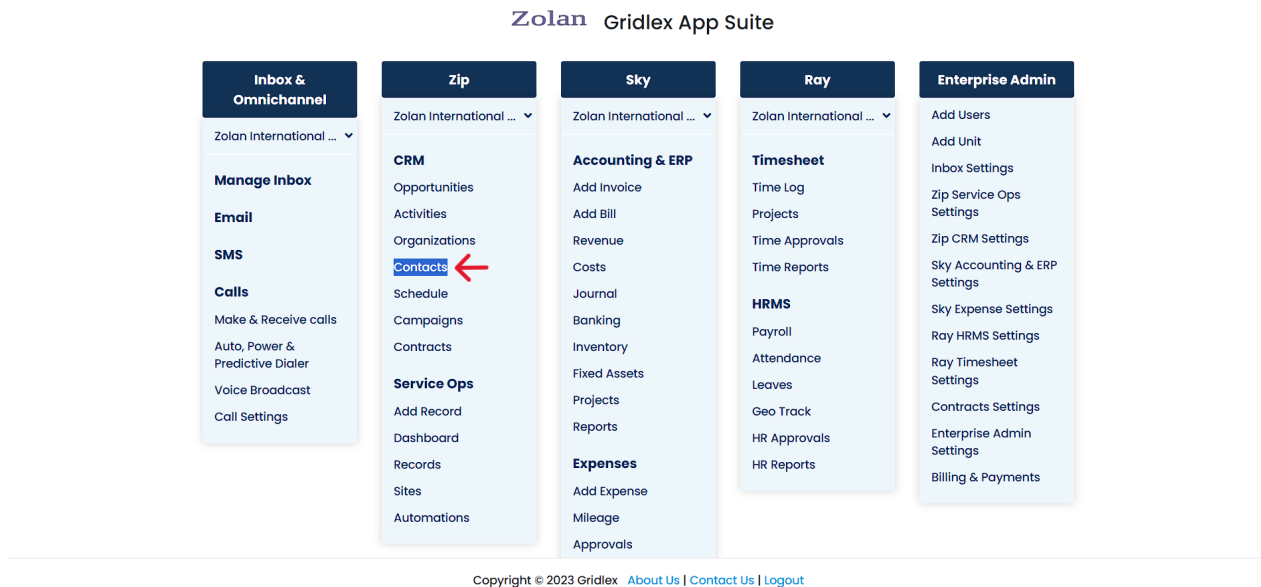 Zolan Gridlex App Suite
Inbox &
Omnichannel
Zolan International ...
Manage Inbox
Email
SMS
Calls
Make & Receive calls
Auto, Power &
Predictive Dialer
Voice Broadcast
Call Settings
Zip
Zolan International ...
CRM
Opportunities
Activities
Organizations
Contacts
Schedule
Campaigns
Contracts
Service Ops
Add Record
Dashboard
Records
Sites
Automations
Sky
Zolan International ...
Accounting & ERP
Add Invoice
Add Bill
Revenue
Costs
Journal
Banking
Inventory
Fixed Assets
Projects
Reports
Expenses
Add Expense
Mileage
Approvals
Ray
Zolan International ...
Timesheet
Time Log
Projects
Time Approvals
Time Reports
HRMS
Payroll
Attendance
Leaves
Geo Track
HR Approvals
HR Reports
Enterprise Admin
Add Users
Add Unit
Inbox Settings
Zip Service Ops
Settings
Zip CRM Settings
Sky Accounting & ERP
Settings
Sky Expense Settings
Ray HRMS Settings
Ray Timesheet
Settings
Contracts Settings
Enterprise Admin
Settings
Billing & Payments
Copyright © 2023 Gridlex About Us | Contact Us | Logout